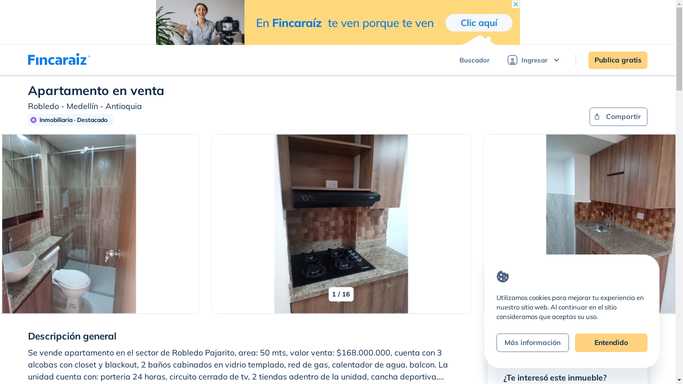 En Fincaraíz te ven porque te ven
Clic aquí
Fincaraiz
Buscador
Ingresar
Publica gratis
Apartamento en venta
Robledo - Medellín - Antioquia
Inmobiliaria · Destacado
Compartir
1 / 16
Utilizamos cookies para mejorar tu experiencia en
nuestro sitio web. Al continuar en el sitio
consideramos que aceptas su uso.
Más información
Entendido
Descripción general
Se vende apartamento en el sector de Robledo Pajarito, area: 50 mts, valor venta: $168.000.000, cuenta con 3
alcobas con closet y blackout, 2 baños cabinados en vidrio templado, red de gas, calentador de agua, balcon. La
unidad cuenta con: porteria 24 horas, circuito cerrado de tv, 2 tiendas adentro de la unidad, cancha deportiva,...
¿Te interesó este inmueble?